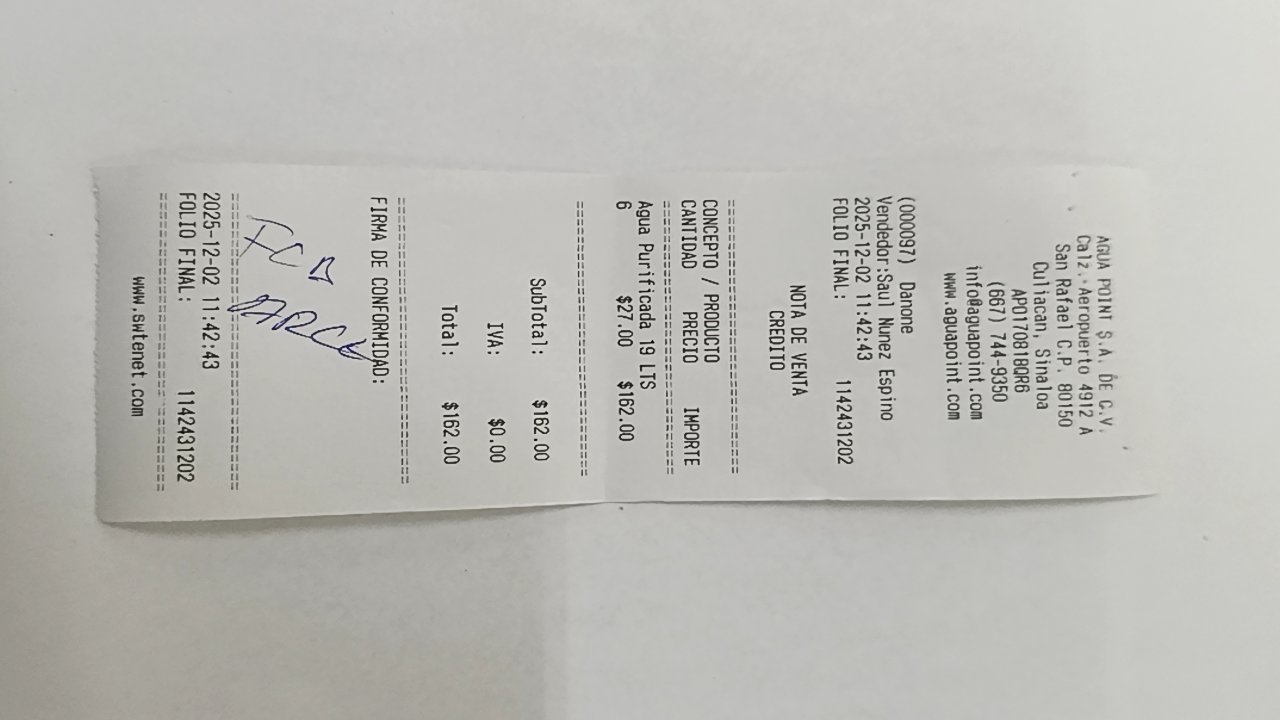 AGUA POINT S.A. DE C.V.
Calz. Aeropuerto 4912 A
San Rafael C.P. 80150
Culiacan, Sinaloa
APO170818QR6
(667) 744-9350
info@aguapoint.com
www.aguapoint.com
(000097) Danone
Vendedor:Saul Nunez Espino
2025-12-02 11:42:43
FOLIO FINAL: 1142431202
NOTA DE VENTA
CREDITO
CONCEPTO / PRODUCTO
CANTIDAD PRECIO IMPORTE
Agua Purificada 19 LTS
6 $27.00 $162.00
SubTotal: $162.00
IVA: $0.00
Total: $162.00
FIRMA DE CONFORMIDAD:
2025-12-02 11:42:43
FOLIO FINAL: 1142431202
www.swtenet.com